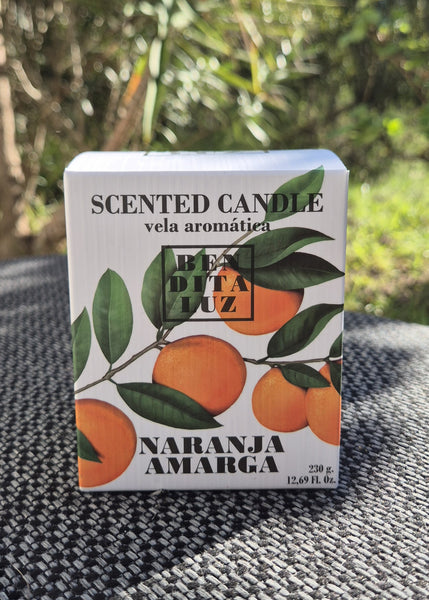 SCENTED CANDLE
vela aromática
BEN
DITA
LUZ
NARANJA
AMARGA
230 g.
12,69 Fl. Oz.